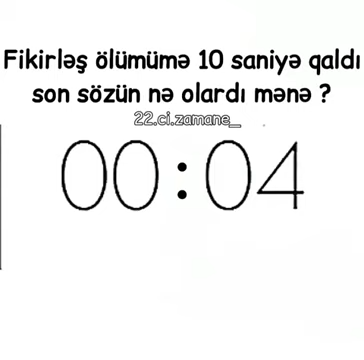 Fikirləş ölümümə 10 saniyə qaldı
son sözün nə olardı mənə ?
22.ci.zamane_
00:04